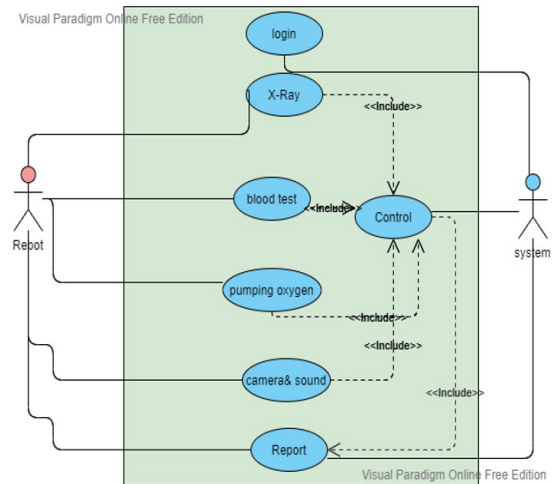 Visual Paradigm Online Free Edition
login
X-Ray
<<Include>>
blood test
<<Include>>
Control
Rebot
system
pumping oxygen
<<Include>>
<<Include>>
camera& sound
<<Include>>
Report
Visual Paradigm Online Free Edition